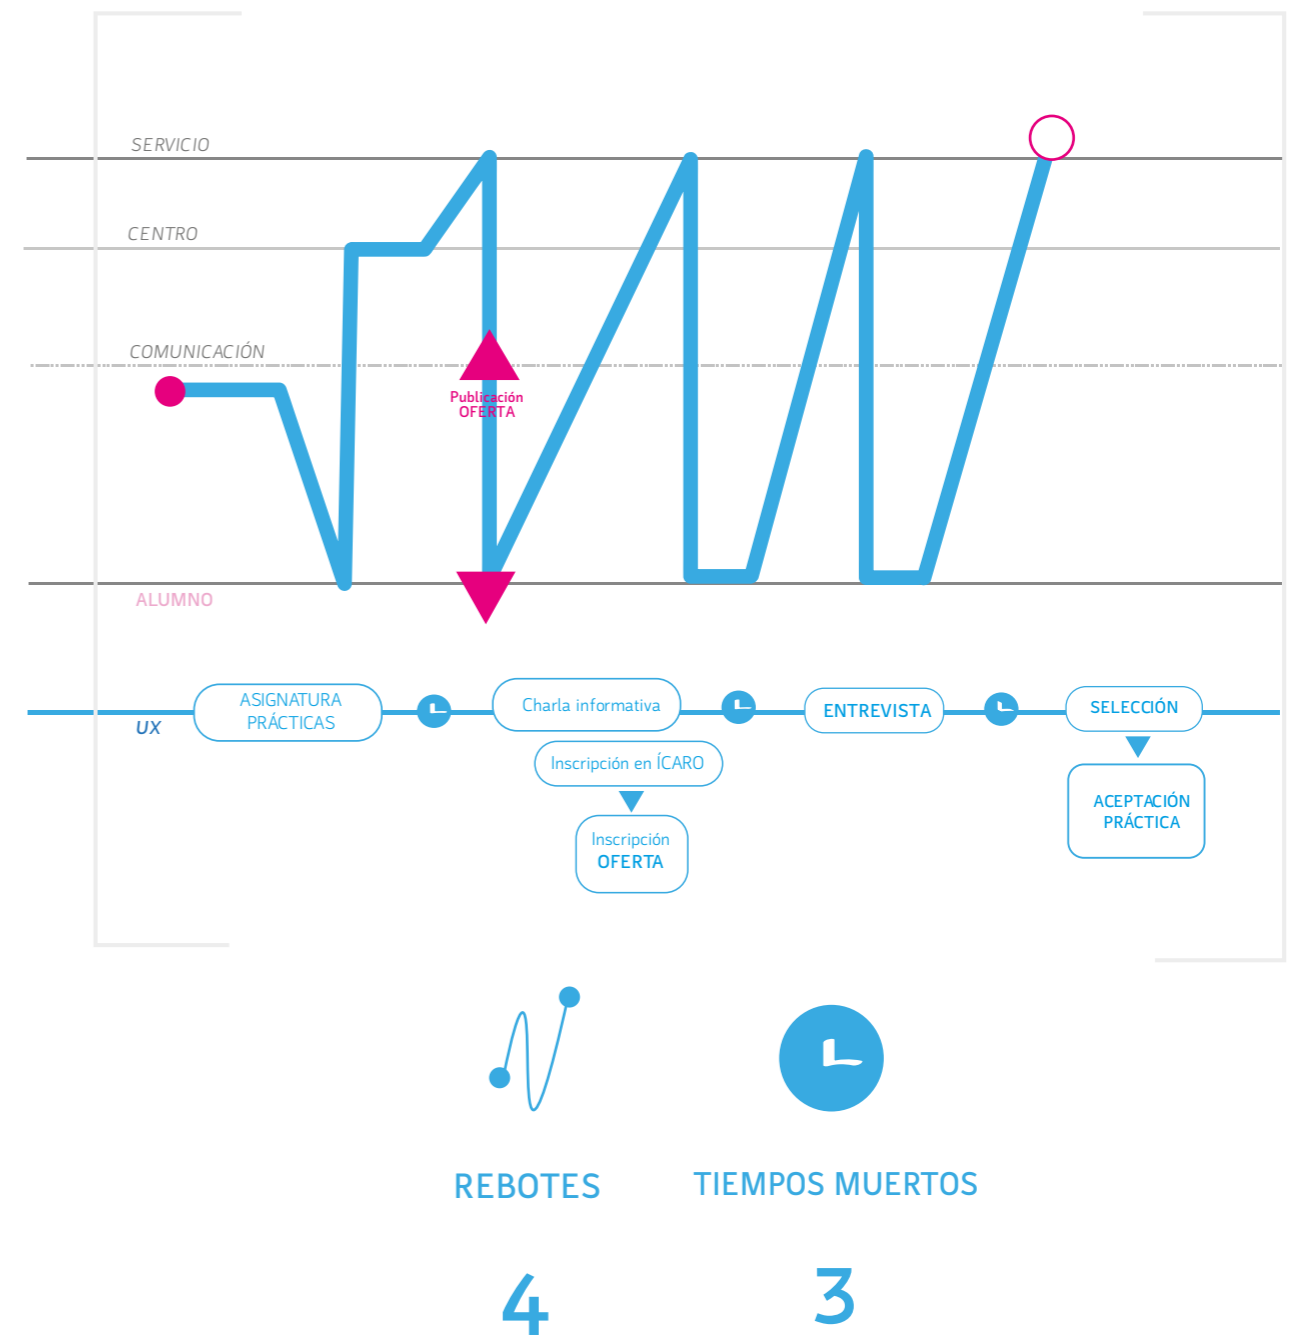 SERVICIO
CENTRO
COMUNICACIÓN
Publicación
OFERTA
ALUMNO
UX
ASIGNATURA
PRÁCTICAS
Charla informativa
Inscripción en ÍCARO
Inscripción
OFERTA
ENTREVISTA
SELECCIÓN
ACEPTACIÓN
PRÁCTICA
REBOTES
TIEMPOS MUERTOS
4
3